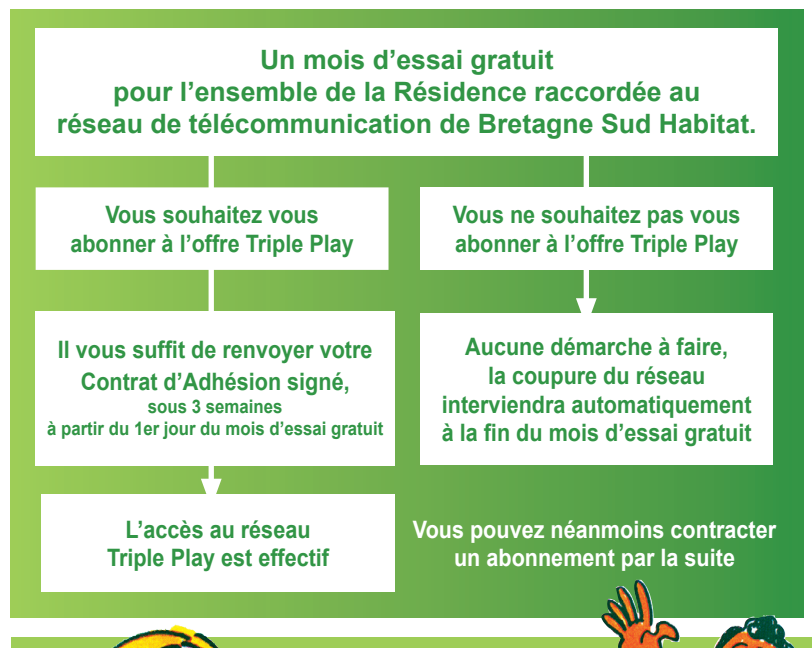 Un mois d'essai gratuit
pour l'ensemble de la Résidence raccordée au
réseau de télécommunication de Bretagne Sud Habitat.
Vous souhaitez vous
abonner à l'offre Triple Play
Il vous suffit de renvoyer votre
Contrat d'Adhésion signé,
sous 3 semaines
à partir du 1er jour du mois d'essai gratuit
L'accès au réseau
Triple Play est effectif
Vous ne souhaitez pas vous
abonner à l'offre Triple Play
Aucune démarche à faire,
la coupure du réseau
interviendra automatiquement
à la fin du mois d'essai gratuit
Vous pouvez néanmoins contracter
un abonnement par la suite